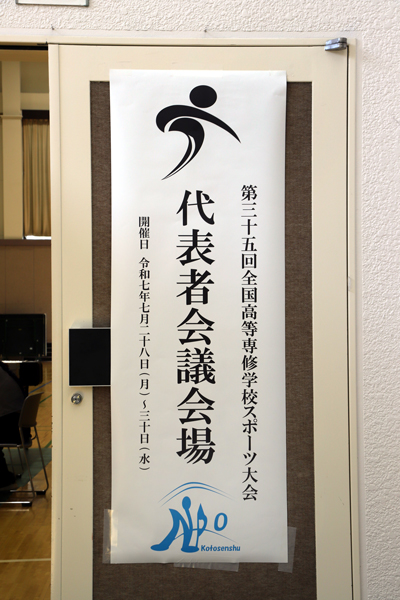 第三十五回全国高等専修学校スポーツ大会
代表者会議会場
開催日 令和七年七月二十八日（月）～三十日（水）
Kotosenshu